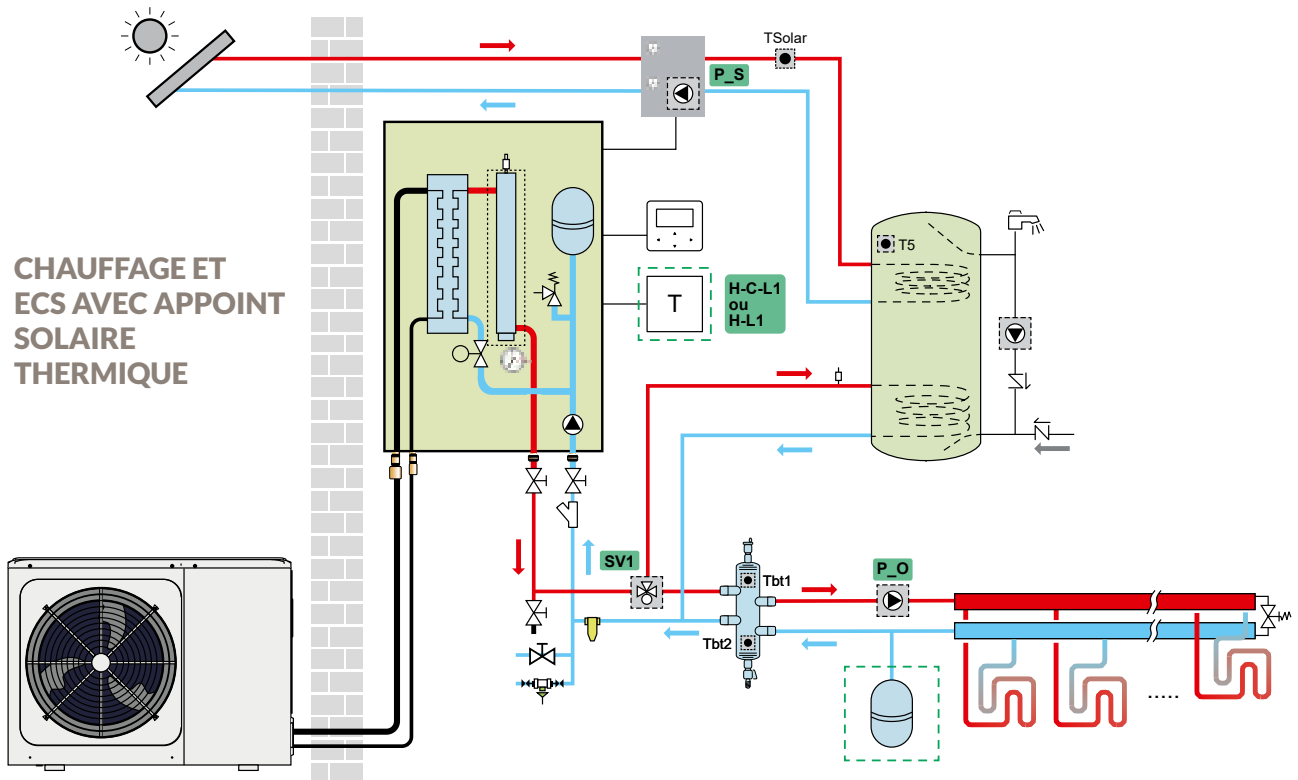 TSolar
P_S
T5
CHAUFFAGE ET
ECS AVEC APPOINT
SOLAIRE
THERMIQUE
T
H-C-L1
ou
H-L1
SV1
Tbt1
P_O
Tbt2
.....